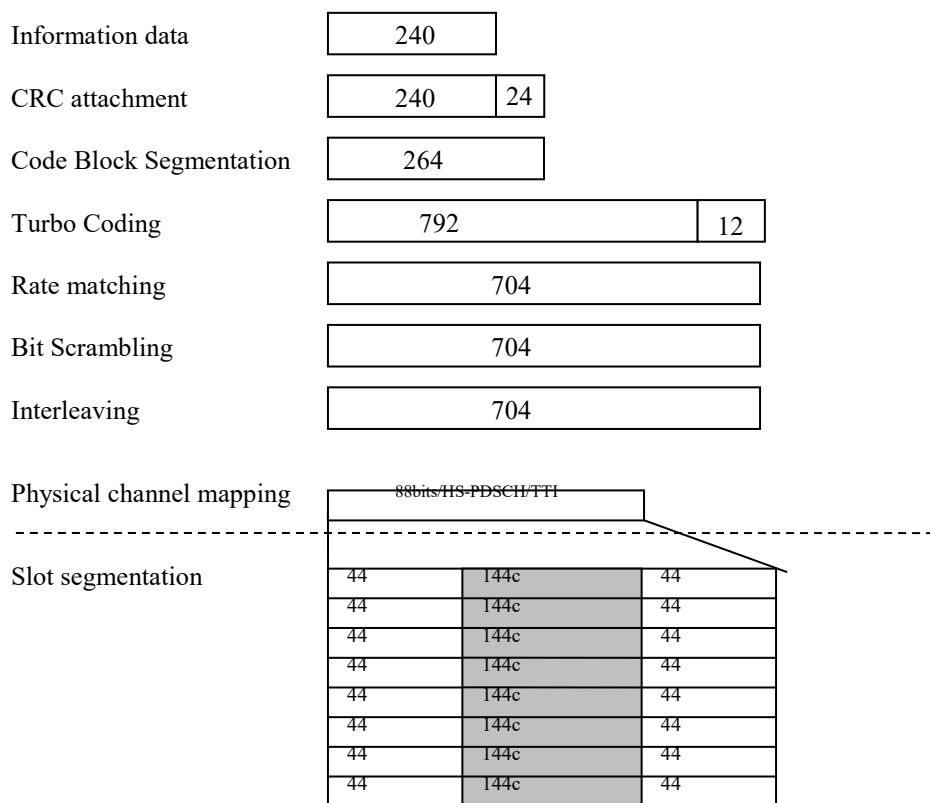 Information data 240
CRC attachment 240 24
Code Block Segmentation 264
Turbo Coding 792 12
Rate matching 704
Bit Scrambling 704
Interleaving 704
Physical channel mapping 88bits/HS-PDSCH/TTI
Slot segmentation 44 144c 44
44 144c 44
44 144c 44
44 144c 44
44 144c 44
44 144c 44
44 144c 44
44 144c 44